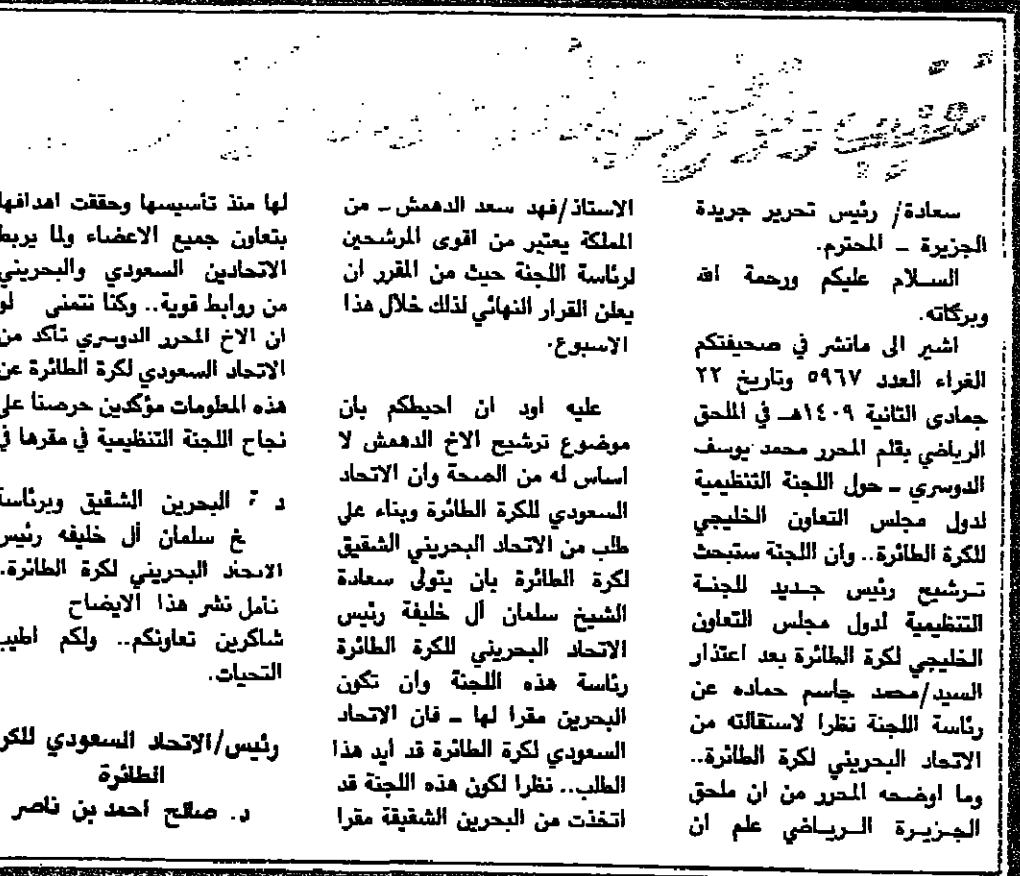 سعادة/ رئيس تحرير جريدة
الجزيرة ــ المحترم.
الســلام عليكم ورحمة الله
وبركاته.
اشير الى مانشر في صحيفتكم
الغراء العدد ٥٩٦٧ وتاريخ ٢٢
جمادى الثانية ١٤٠٩هـ في الملحق
الرياضي بقلم المحرر محمد يوسف
الدوسري ــ حول اللجنة التنظيمية
لدول مجلس التعاون الخليجي
للكرة الطائرة.. وان اللجنة ستبحث
تـرشيح رئيس جـديد للجنـة
التنظيمية لدول مجلس التعاون
الخليجي لكرة الطائرة بعد اعتذار
السيد/محمد جاسم حماده عن
رئاسة اللجنة نظرا لاستقالته من
الاتحاد البحريني لكرة الطائرة..
وما اوضحه المحرر من ان ملحق
الجـزيـرة الـريـاضي علم ان
الاستاذ/فهد سعد الدهمش ــ من
المملكة يعتبر من اقوى المرشحين
لرئاسة اللجنة حيث من المقرر ان
يعلن القرار النهائي لذلك خلال هذا
الاسبوع.
عليه اود ان احيطكم بان
موضوع ترشيح الاخ الدهمش لا
اساس له من الصحة وان الاتحاد
السعودي للكرة الطائرة وبناء على
طلب من الاتحاد البحريني الشقيق
لكرة الطائرة بان يتولى سعادة
الشيخ سلمان آل خليفة رئيس
الاتحاد البحريني للكرة الطائرة
رئاسة هذه اللجنة وان تكون
البحرين مقرا لها ــ فان الاتحاد
السعودي لكرة الطائرة قد أيد هذا
الطلب.. نظرا لكون هذه اللجنة قد
اتخذت من البحرين الشقيقة مقرا
لها منذ تأسيسها وحققت اهدافها
بتعاون جميع الاعضاء ولما يربط
الاتحادين السعودي والبحريني
من روابط قوية.. وكنا نتمنى لو
ان الاخ المحرر الدوسري تأكد من
الاتحاد السعودي لكرة الطائرة عن
هذه المعلومات مؤكدين حرصنا على
نجاح اللجنة التنظيمية في مقرها في
البحرين الشقيق وبرئاسة
سلمان آل خليفه رئيس
الاتحاد البحريني لكرة الطائرة.
نامل نشر هذا الايضاح
شاكرين تعاونكم.. ولكم اطيب
التحيات.
رئيس/الاتحاد السعودي للكرة
الطائرة
د. صالح احمد بن ناصر